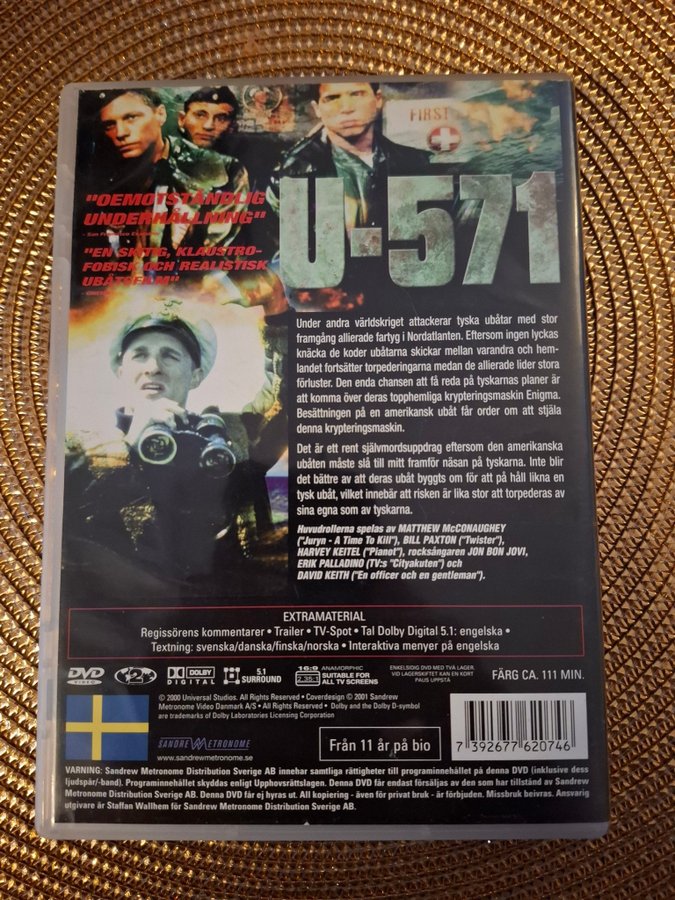 FIRST
U-571
"OEMOTSTÅNDLIG
UNDERHÅLLNING"
- San Francisco
"EN SKITIG, KLAUSTRO-
FOBISK OCH REALISTISK
UBÅTSFILM"
Under andra världskriget attackerar tyska ubåtar med stor
framgång allierade fartyg i Nordatlanten. Eftersom ingen lyckas
knäcka de koder ubåtarna skickar mellan varandra och hem-
landet fortsätter torpederingarna medan de allierade lider stora
förluster. Den enda chansen att få reda på tyskarnas planer är
att komma över deras topphemliga krypteringsmaskin Enigma.
Besättningen på en amerikansk ubåt får order om att stjäla
denna krypteringsmaskin.
Det är ett rent självmordsuppdrag eftersom den amerikanska
ubåten måste slå till mitt framför näsan på tyskarna. Inte blir
det bättre av att deras ubåt byggts om för att på håll likna en
tysk ubåt, vilket innebär att risken är lika stor att torpederas av
sina egna som av tyskarna.
Huvudrollerna spelas av MATTHEW McCONAUGHEY
("Juryn - A Time To Kill"), BILL PAXTON ("Twister"),
HARVEY KEITEL ("Pianot"), rocksångaren JON BON JOVI,
ERIK PALLADINO (TV:s "Cityakuten") och
DAVID KEITH ("En officer och en gentleman").
EXTRAMATERIAL
Regissörens kommentarer • Trailer • TV-Spot • Tal Dolby Digital 5.1: engelska •
Textning: svenska/danska/finska/norska • Interaktiva menyer på engelska
DVD VIDEO
2
DOLBY DIGITAL
5.1 SURROUND
16:9 ANAMORPHIC
2.35:1 SUITABLE FOR ALL TV SCREENS
ENKELSIDIG DVD MED TVÅ LAGER.
VID LAGERSKIFTET KAN EN KORT
PAUS UPPSTÅ
FÄRG CA. 111 MIN.
© 2000 Universal Studios. All Rights Reserved • Coverdesign © 2001 Sandrew
Metronome Video Danmark A/S • All Rights Reserved • Dolby and the Dolby D-symbol
are trademarks of Dolby Laboratories Licensing Corporation
SANDREW METRONOME
www.sandrewmetronome.se
Från 11 år på bio
7 392677 620746
VARNING: Sandrew Metronome Distribution Sverige AB innehar samtliga rättigheter till programinnehållet på denna DVD (inklusive dess
ljudspår/-band). Programinnehållet skyddas enligt Upphovsrättslagen. Denna DVD får endast försäljas av den som har tillstånd av Sandrew
Metronome Distribution Sverige AB. Denna DVD får ej hyras ut. All kopiering - även för privat bruk - är förbjuden. Missbruk beivras. Ansvarig
utgivare är Staffan Wallhem för Sandrew Metronome Distribution Sverige AB.